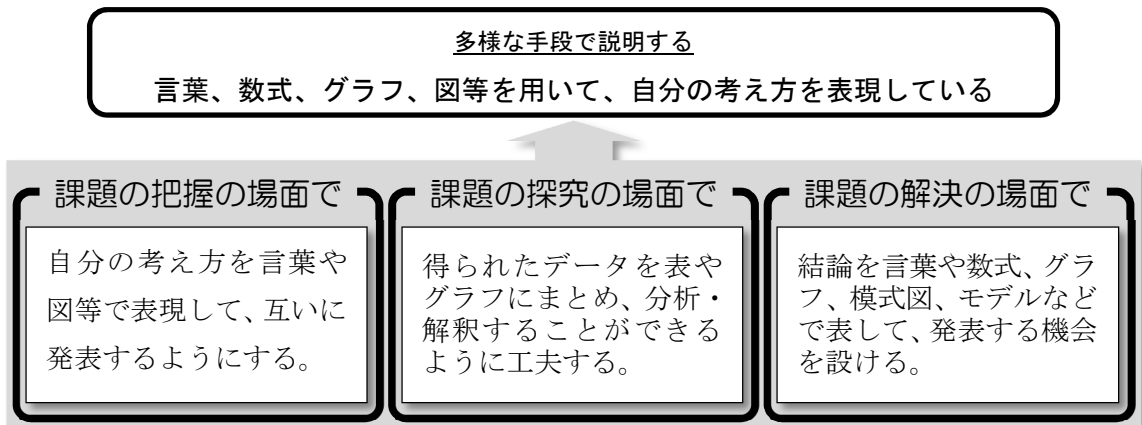 多様な手段で説明する
言葉、数式、グラフ、図等を用いて、自分の考え方を表現している
課題の把握の場面で
自分の考え方を言葉や
図等で表現して、互いに
発表するようにする。
課題の探究の場面で
得られたデータを表や
グラフにまとめ、分析・
解釈することができる
ように工夫する。
課題の解決の場面で
結論を言葉や数式、グラ
フ、模式図、モデルなど
で表して、発表する機会
を設ける。